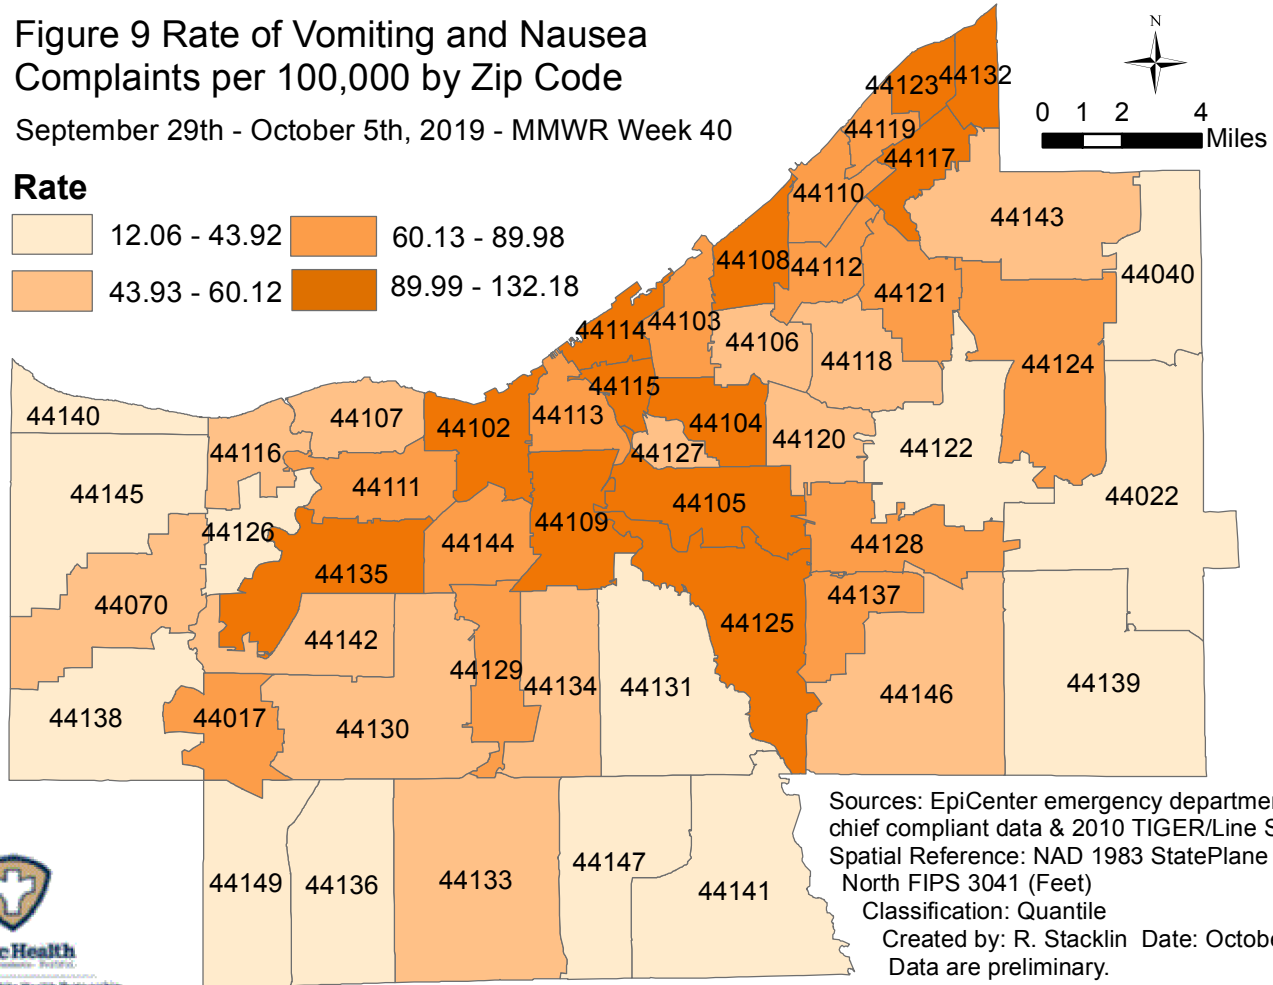 Figure 9 Rate of Vomiting and Nausea
Complaints per 100,000 by Zip Code
September 29th - October 5th, 2019 - MMWR Week 40
N
0 1 2 4
Miles
Rate
12.06 - 43.92
60.13 - 89.98
43.93 - 60.12
89.99 - 132.18
44123
44132
44119
44117
44110
44143
44108
44112
44040
44121
44114
44103
44106
44118
44124
44115
44140
44107
44102
44113
44104
44120
44127
44122
44116
44145
44111
44022
44105
44126
44109
44144
44128
44135
44070
44137
44142
44125
44129
44134
44131
44146
44139
44138
44017
44130
44149
44136
44133
44147
44141
Sources: EpiCenter emergency departmen
chief compliant data & 2010 TIGER/Line S
Spatial Reference: NAD 1983 StatePlane
North FIPS 3041 (Feet)
Classification: Quantile
Created by: R. Stacklin Date: Octobe
Data are preliminary.
c Health